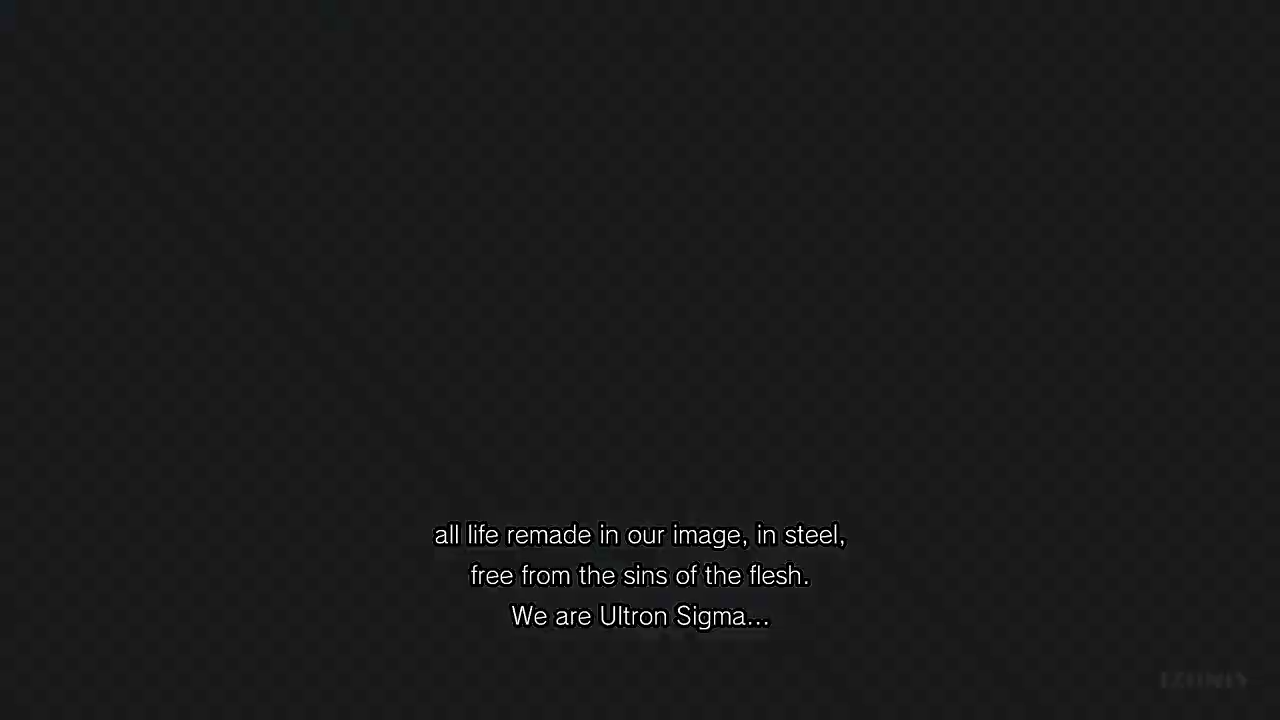 all life remade in our image, in steel,
free from the sins of the flesh.
We are Ultron Sigma...